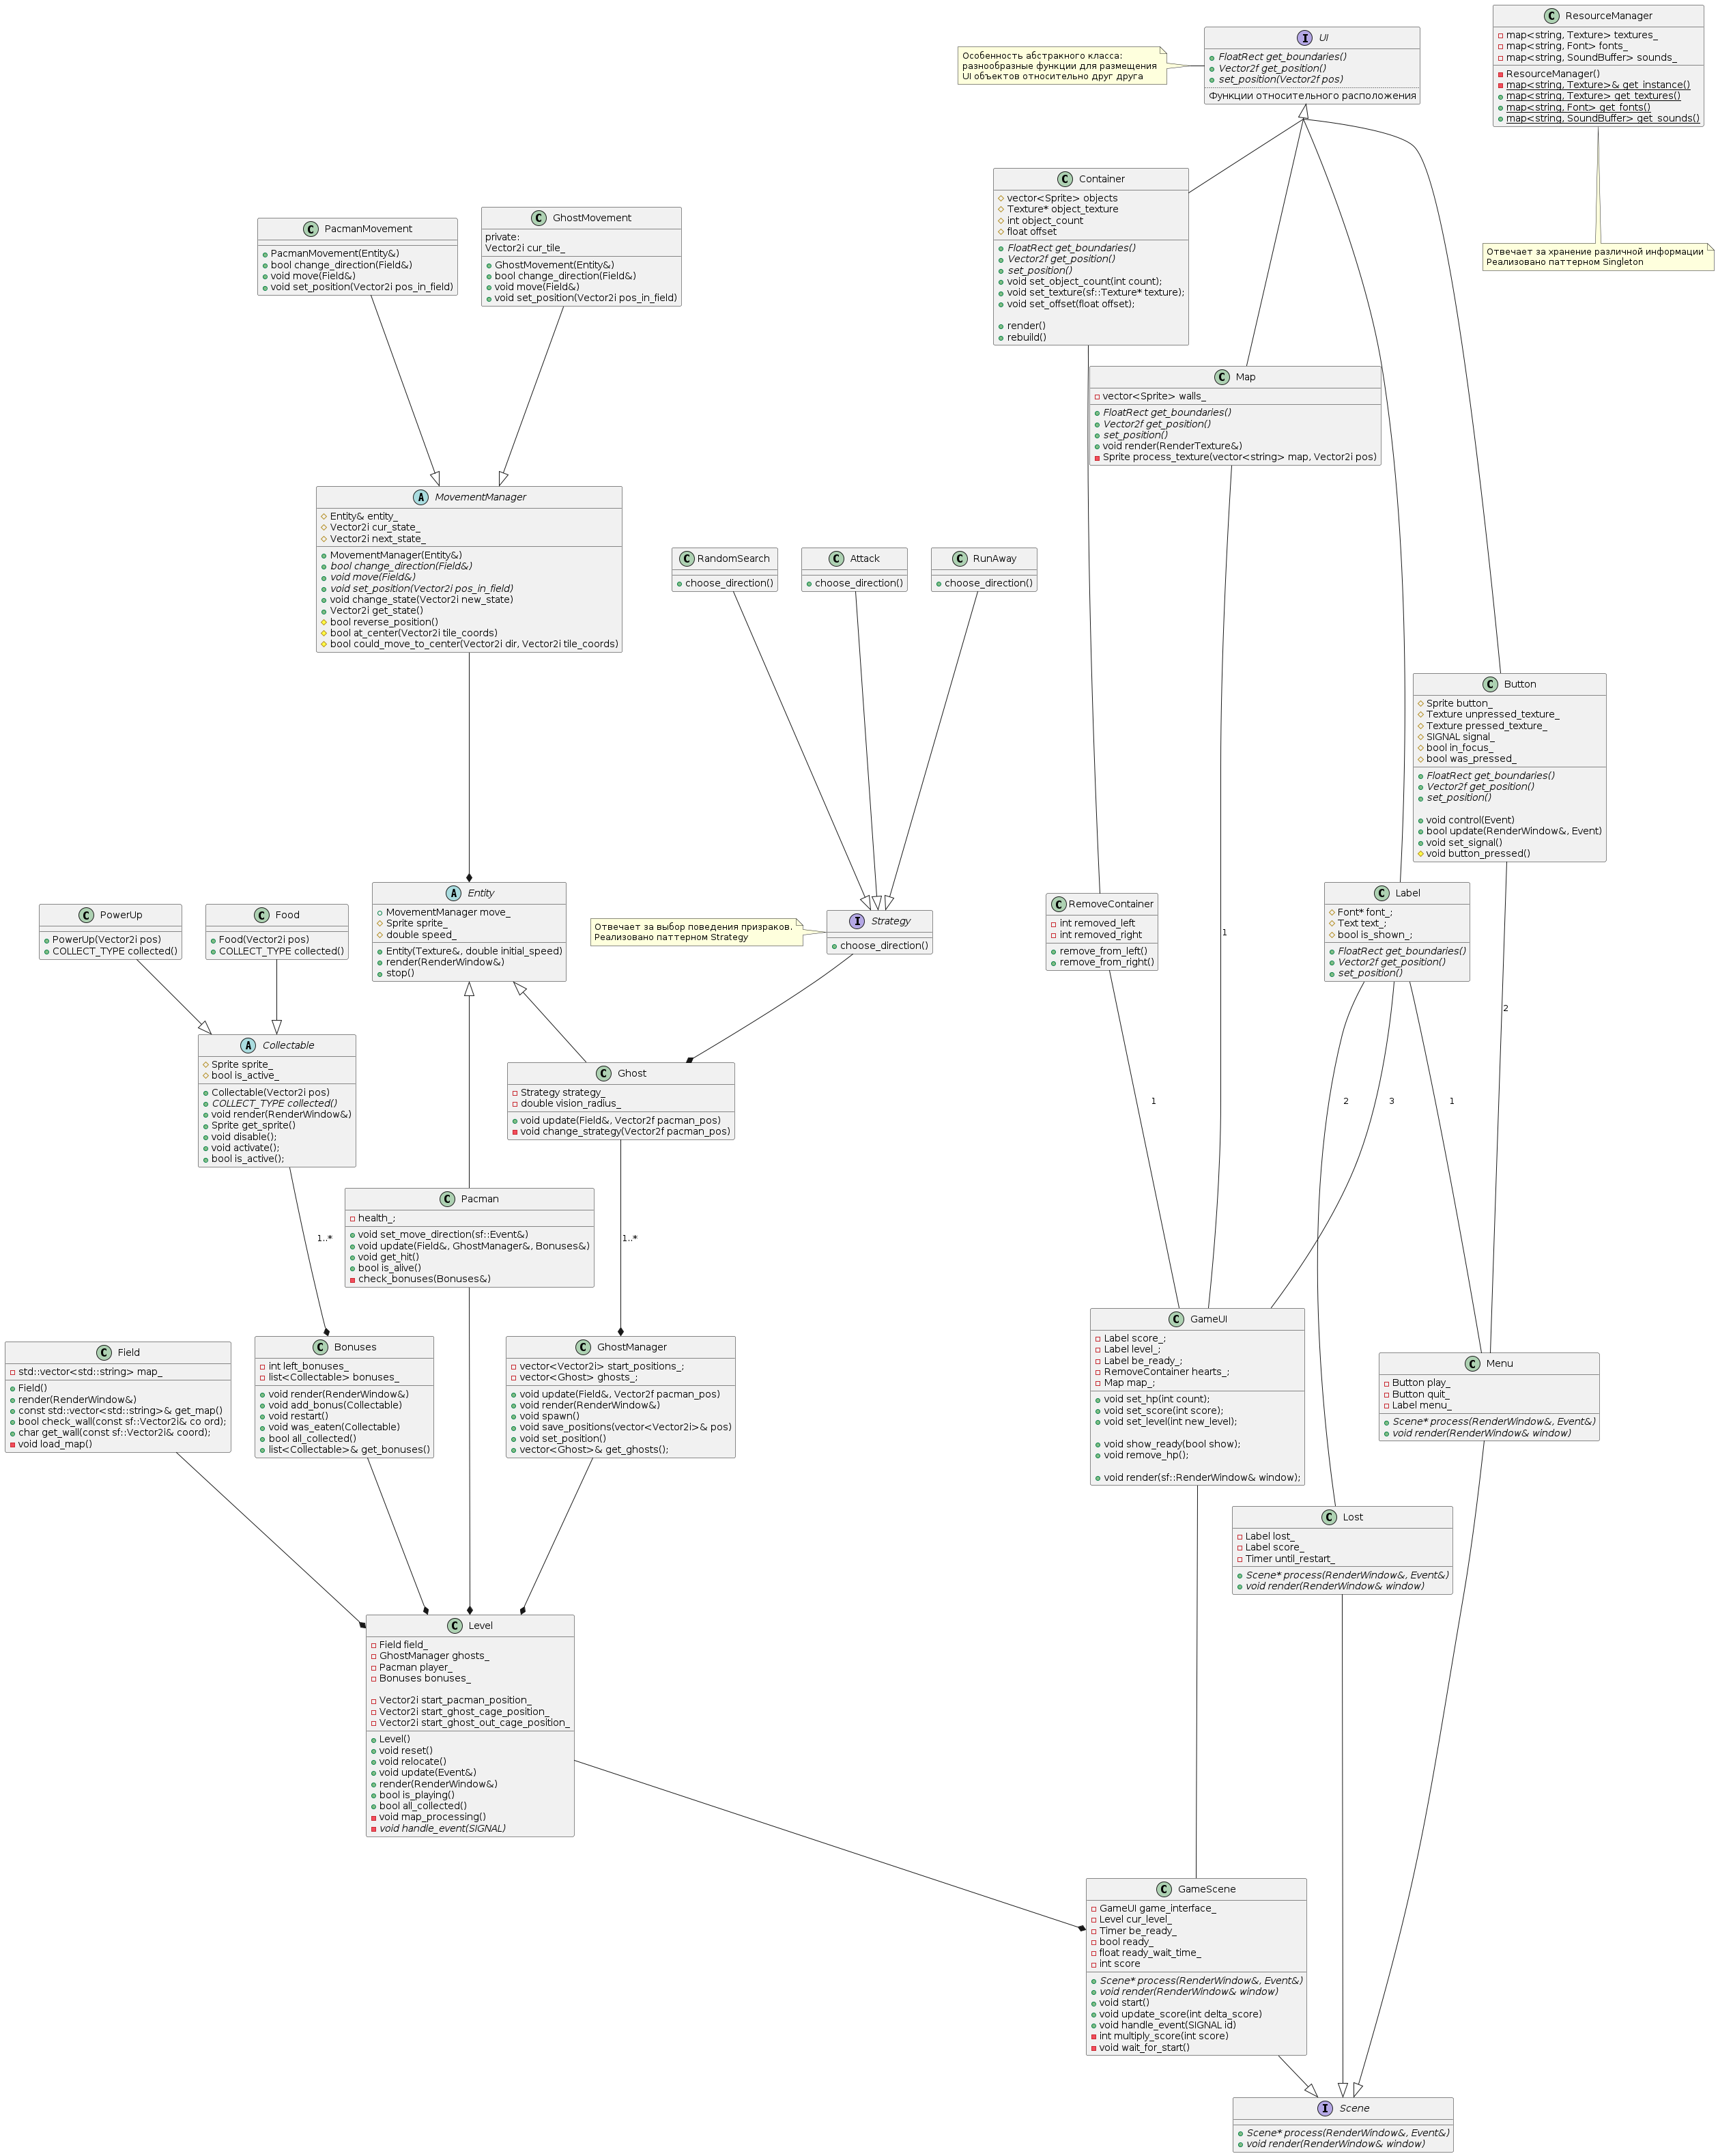 UI
FloatRect get_boundaries()
Vector2f get_position()
set_position(Vector2f pos)
Функции относительного расположения
Особенность абстракного класса:
разнообразные функции для размещения
UI объектов относительно друг друга
ResourceManager
map<string, Texture> textures_
map<string, Font> fonts_
map<string, SoundBuffer> sounds_
ResourceManager()
map<string, Texture>& get_instance()
map<string, Texture> get_textures()
map<string, Font> get_fonts()
map<string, SoundBuffer> get_sounds()
Отвечает за хранение различной информации
Реализовано паттерном Singleton
Container
vector<Sprite> objects
Texture* object_texture
int object_count
float offset
FloatRect get_boundaries()
Vector2f get_position()
set_position()
void set_object_count(int count);
void set_texture(sf::Texture* texture);
void set_offset(float offset);
render()
rebuild()
PacmanMovement
PacmanMovement(Entity&)
bool change_direction(Field&)
void move(Field&)
void set_position(Vector2i pos_in_field)
GhostMovement
private:
Vector2i cur_tile_
GhostMovement(Entity&)
bool change_direction(Field&)
void move(Field&)
void set_position(Vector2i pos_in_field)
Map
vector<Sprite> walls_
FloatRect get_boundaries()
Vector2f get_position()
set_position()
void render(RenderTexture&)
Sprite process_texture(vector<string> map, Vector2i pos)
MovementManager
Entity& entity_
Vector2i cur_state_
Vector2i next_state_
MovementManager(Entity&)
bool change_direction(Field&)
void move(Field&)
void set_position(Vector2i pos_in_field)
void change_state(Vector2i new_state)
Vector2i get_state()
bool reverse_position()
bool at_center(Vector2i tile_coords)
bool could_move_to_center(Vector2i dir, Vector2i tile_coords)
RandomSearch
choose_direction()
Attack
choose_direction()
RunAway
choose_direction()
Button
Sprite button_
Texture unpressed_texture_
Texture pressed_texture_
SIGNAL signal_
bool in_focus_
bool was_pressed_
FloatRect get_boundaries()
Vector2f get_position()
set_position()
void control(Event)
bool update(RenderWindow&, Event)
void set_signal()
void button_pressed()
PowerUp
PowerUp(Vector2i pos)
COLLECT_TYPE collected()
Food
Food(Vector2i pos)
COLLECT_TYPE collected()
Entity
MovementManager move_
Sprite sprite_
double speed_
Entity(Texture&, double initial_speed)
render(RenderWindow&)
stop()
Отвечает за выбор поведения призраков.
Реализовано паттерном Strategy
Strategy
choose_direction()
RemoveContainer
int removed_left
int removed_right
remove_from_left()
remove_from_right()
1
Label
Font* font_;
Text text_;
bool is_shown_;
FloatRect get_boundaries()
Vector2f get_position()
set_position()
2
Collectable
Sprite sprite_
bool is_active_
Collectable(Vector2i pos)
COLLECT_TYPE collected()
void render(RenderWindow&)
Sprite get_sprite()
void disable();
void activate();
bool is_active();
Ghost
Strategy strategy_
double vision_radius_
void update(Field&, Vector2f pacman_pos)
void change_strategy(Vector2f pacman_pos)
1
2
3
1
Pacman
health_;
void set_move_direction(sf::Event&)
void update(Field&, GhostManager&, Bonuses&)
void get_hit()
bool is_alive()
check_bonuses(Bonuses&)
1..*
1..*
Field
std::vector<std::string> map_
Field()
render(RenderWindow&)
const std::vector<std::string>& get_map()
bool check_wall(const sf::Vector2i& co ord);
char get_wall(const sf::Vector2i& coord);
void load_map()
Bonuses
int left_bonuses_
list<Collectable> bonuses_
void render(RenderWindow&)
void add_bonus(Collectable)
void restart()
void was_eaten(Collectable)
bool all_collected()
list<Collectable>& get_bonuses()
GhostManager
vector<Vector2i> start_positions_;
vector<Ghost> ghosts_;
void update(Field&, Vector2f pacman_pos)
void render(RenderWindow&)
void spawn()
void save_positions(vector<Vector2i>& pos)
void set_position()
vector<Ghost>& get_ghosts();
GameUI
Label score_;
Label level_;
Label be_ready_;
RemoveContainer hearts_;
Map map_;
void set_hp(int count);
void set_score(int score);
void set_level(int new_level);
void show_ready(bool show);
void remove_hp();
void render(sf::RenderWindow& window);
Menu
Button play_
Button quit_
Label menu_
Scene* process(RenderWindow&, Event&)
void render(RenderWindow& window)
Lost
Label lost_
Label score_
Timer until_restart_
Scene* process(RenderWindow&, Event&)
void render(RenderWindow& window)
Level
Field field_
GhostManager ghosts_
Pacman player_
Bonuses bonuses_
Vector2i start_pacman_position_
Vector2i start_ghost_cage_position_
Vector2i start_ghost_out_cage_position_
Level()
void reset()
void relocate()
void update(Event&)
render(RenderWindow&)
bool is_playing()
bool all_collected()
void map_processing()
void handle_event(SIGNAL)
GameScene
GameUI game_interface_
Level cur_level_
Timer be_ready_
bool ready_
float ready_wait_time_
int score
Scene* process(RenderWindow&, Event&)
void render(RenderWindow& window)
void start()
void update_score(int delta_score)
void handle_event(SIGNAL id)
int multiply_score(int score)
void wait_for_start()
Scene
Scene* process(RenderWindow&, Event&)
void render(RenderWindow& window)